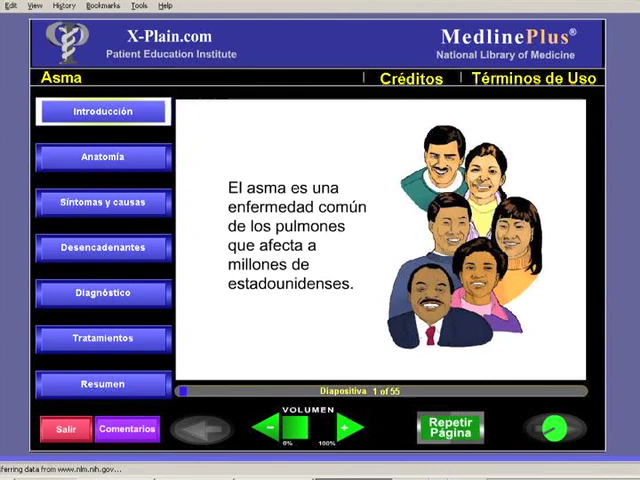 Edit View History Bookmarks Tools Help
X-Plain.com
Patient Education Institute
MedlinePlus®
National Library of Medicine
Asma
Créditos
Términos de Uso
Introducción
Anatomía
Síntomas y causas
Desencadenantes
Diagnóstico
Tratamientos
Resumen
El asma es una
enfermedad común
de los pulmones
que afecta a
millones de
estadounidenses.
Diapositiva 1 of 55
Salir
Comentarios
VOLUMEN
- +
0% 100%
Repetir
Página
sferring data from www.nlm.nih.gov...